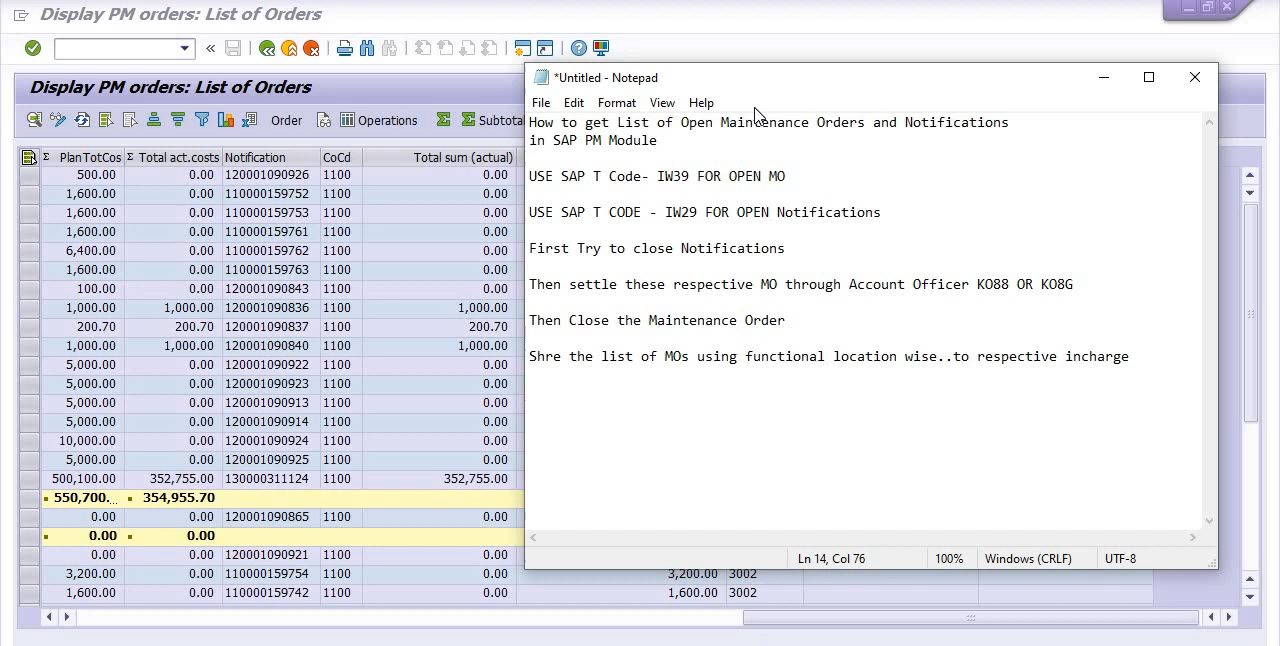 Display PM orders: List of Orders
Display PM orders: List of Orders
Order
Operations
Subtota
PlanTotCos Total act.costs Notification CoCd Total sum (actual)
500.00 0.00 120001090926 1100 0.00
1,600.00 0.00 110000159752 1100 0.00
1,600.00 0.00 110000159753 1100 0.00
1,600.00 0.00 110000159761 1100 0.00
6,400.00 0.00 110000159762 1100 0.00
1,600.00 0.00 110000159763 1100 0.00
100.00 0.00 120001090843 1100 0.00
1,000.00 1,000.00 120001090836 1100 1,000.00
200.70 200.70 120001090837 1100 200.70
1,000.00 1,000.00 120001090840 1100 1,000.00
5,000.00 0.00 120001090922 1100 0.00
5,000.00 0.00 120001090923 1100 0.00
5,000.00 0.00 120001090913 1100 0.00
5,000.00 0.00 120001090914 1100 0.00
10,000.00 0.00 120001090924 1100 0.00
5,000.00 0.00 120001090925 1100 0.00
500,100.00 352,755.00 130000311124 1100 352,755.00
550,700.... 354,955.70
0.00 0.00 120001090865 1100 0.00
0.00 0.00
0.00 0.00 120001090921 1100 0.00
3,200.00 0.00 110000159754 1100 0.00 3,200.00 3002
1,600.00 0.00 110000159742 1100 0.00 1,600.00 3002
*Untitled - Notepad
File Edit Format View Help
How to get List of Open Maintenance Orders and Notifications
in SAP PM Module
USE SAP T Code- IW39 FOR OPEN MO
USE SAP T CODE - IW29 FOR OPEN Notifications
First Try to close Notifications
Then settle these respective MO through Account Officer KO88 OR KO8G
Then Close the Maintenance Order
Shre the list of MOs using functional location wise..to respective incharge
Ln 14, Col 76 100% Windows (CRLF) UTF-8